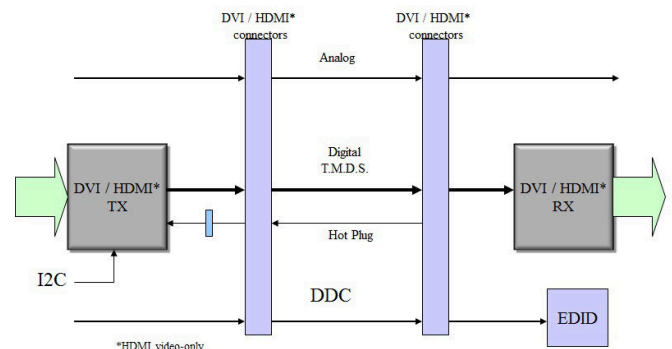 DVI / HDMI*
connectors
DVI / HDMI*
connectors
Analog
Digital
T.M.D.S.
DVI / HDMI*
TX
DVI / HDMI*
RX
Hot Plug
I2C
DDC
EDID
*HDMI video-only